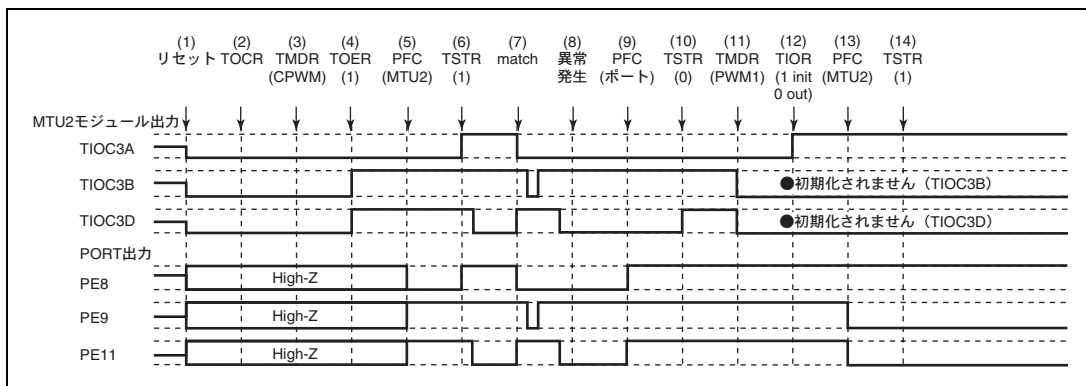 (1) (2) (3) (4) (5) (6) (7) (8) (9) (10) (11) (12) (13) (14)
リセット TOCR TMDR TOER PFC TSTR match 異常 PFC TSTR TMDR TIOR PFC TSTR
(CPWM) (1) (MTU2) (1) 発生 (ポート) (0) (PWM1) (1 init (MTU2) (1)
0 out)
MTU2モジュール出力
TIOC3A
TIOC3B ●初期化されません（TIOC3B）
TIOC3D ●初期化されません（TIOC3D）
PORT出力
PE8 High-Z
PE9 High-Z
PE11 High-Z